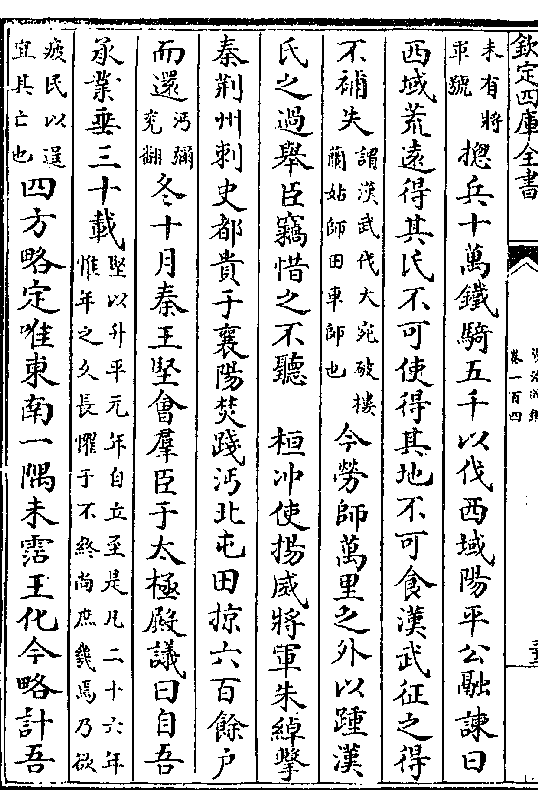 欽定四庫全書
卷一百四
未有將
軍號
摠兵十萬鐵騎五千以伐西域陽平公融諫曰
西域荒遠得其民不可使得其地不可食漢武征之得
不補失
謂漢武伐大宛破樓
蘭姑師田車師也
今勞師萬里之外以踵漢
氏之過舉臣竊惜之不聽　桓沖使揚威將軍朱綽擊
秦荆州刺史都貴于襄陽焚踐沔北屯田掠六百餘户
而還
沔彌
兖翻
冬十月秦王堅會羣臣于太極殿議曰自吾
承業垂三十載
堅以升平元年自立至是凡二十六年
惟年之久長懼于不終尚庶幾焉乃欲
疲民以逞
宜其亡也
四方略定唯東南一隅未霑王化今略計吾